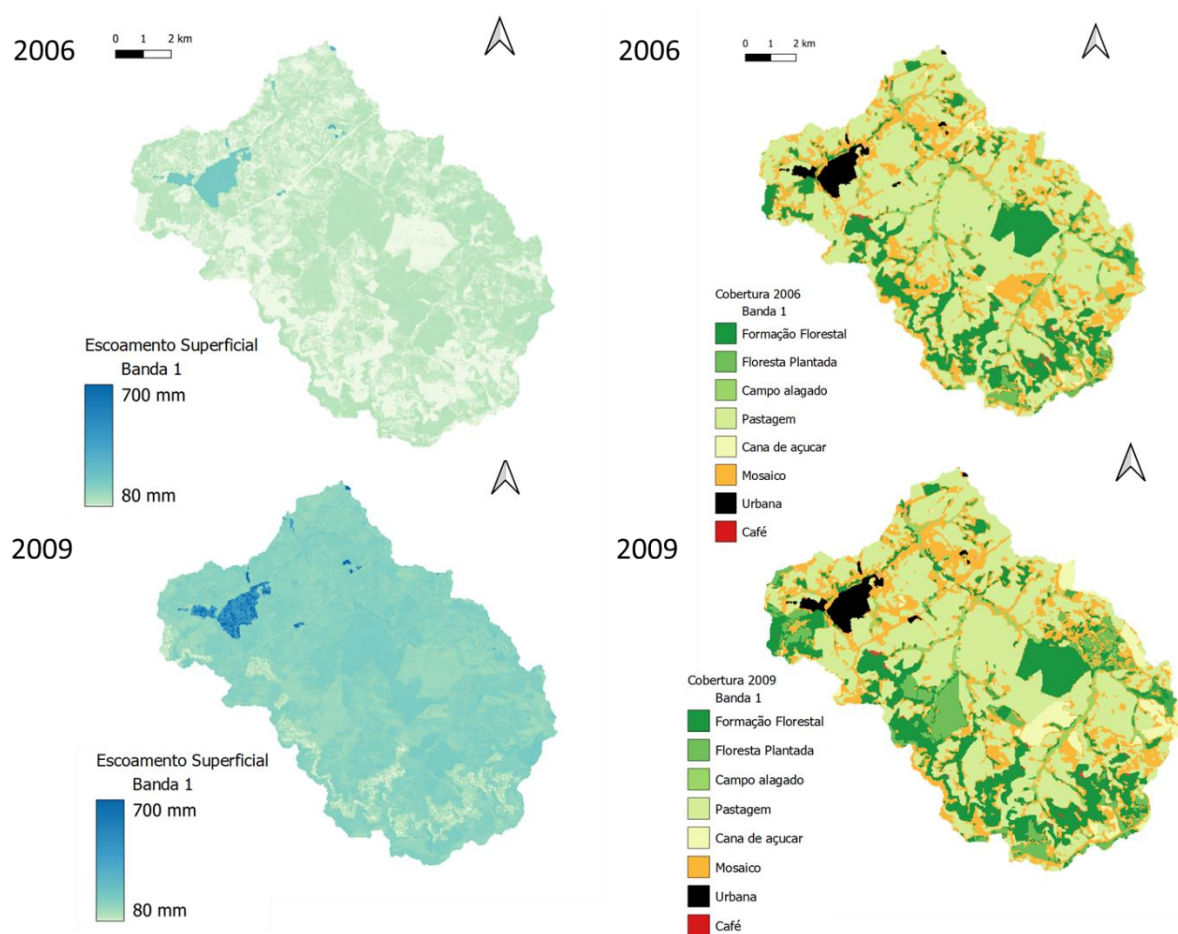 2006
0 1 2 km
Escoamento Superficial
Banda 1
700 mm
80 mm
2006
0 1 2 km
Cobertura 2006
Banda 1
Formação Florestal
Floresta Plantada
Campo alagado
Pastagem
Cana de açucar
Mosaico
Urbana
Café
2009
Escoamento Superficial
Banda 1
700 mm
80 mm
2009
Cobertura 2009
Banda 1
Formação Florestal
Floresta Plantada
Campo alagado
Pastagem
Cana de açucar
Mosaico
Urbana
Café